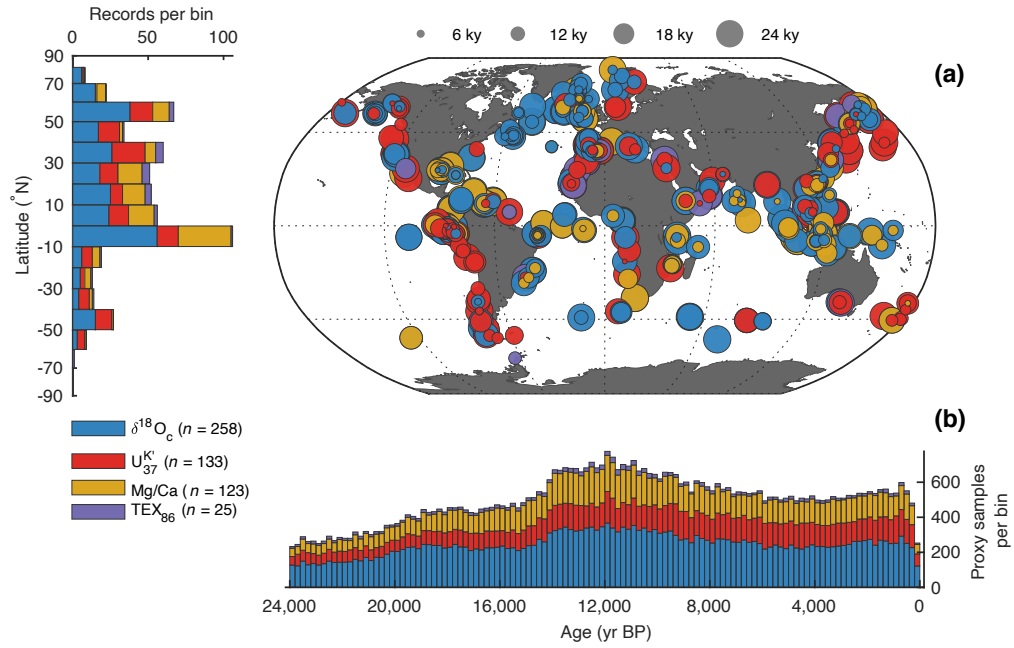 Records per bin
0 50 100
6 ky 12 ky 18 ky 24 ky
(a)
90
70
50
30
10
-10
-30
-50
-70
-90
Latitude (° N)
δ¹⁸Oc (n = 258)
Uᴷ'₃₇ (n = 133)
Mg/Ca (n = 123)
TEX₈₆ (n = 25)
(b)
600
400
200
0
Proxy samples
per bin
24,000 20,000 16,000 12,000 8,000 4,000 0
Age (yr BP)